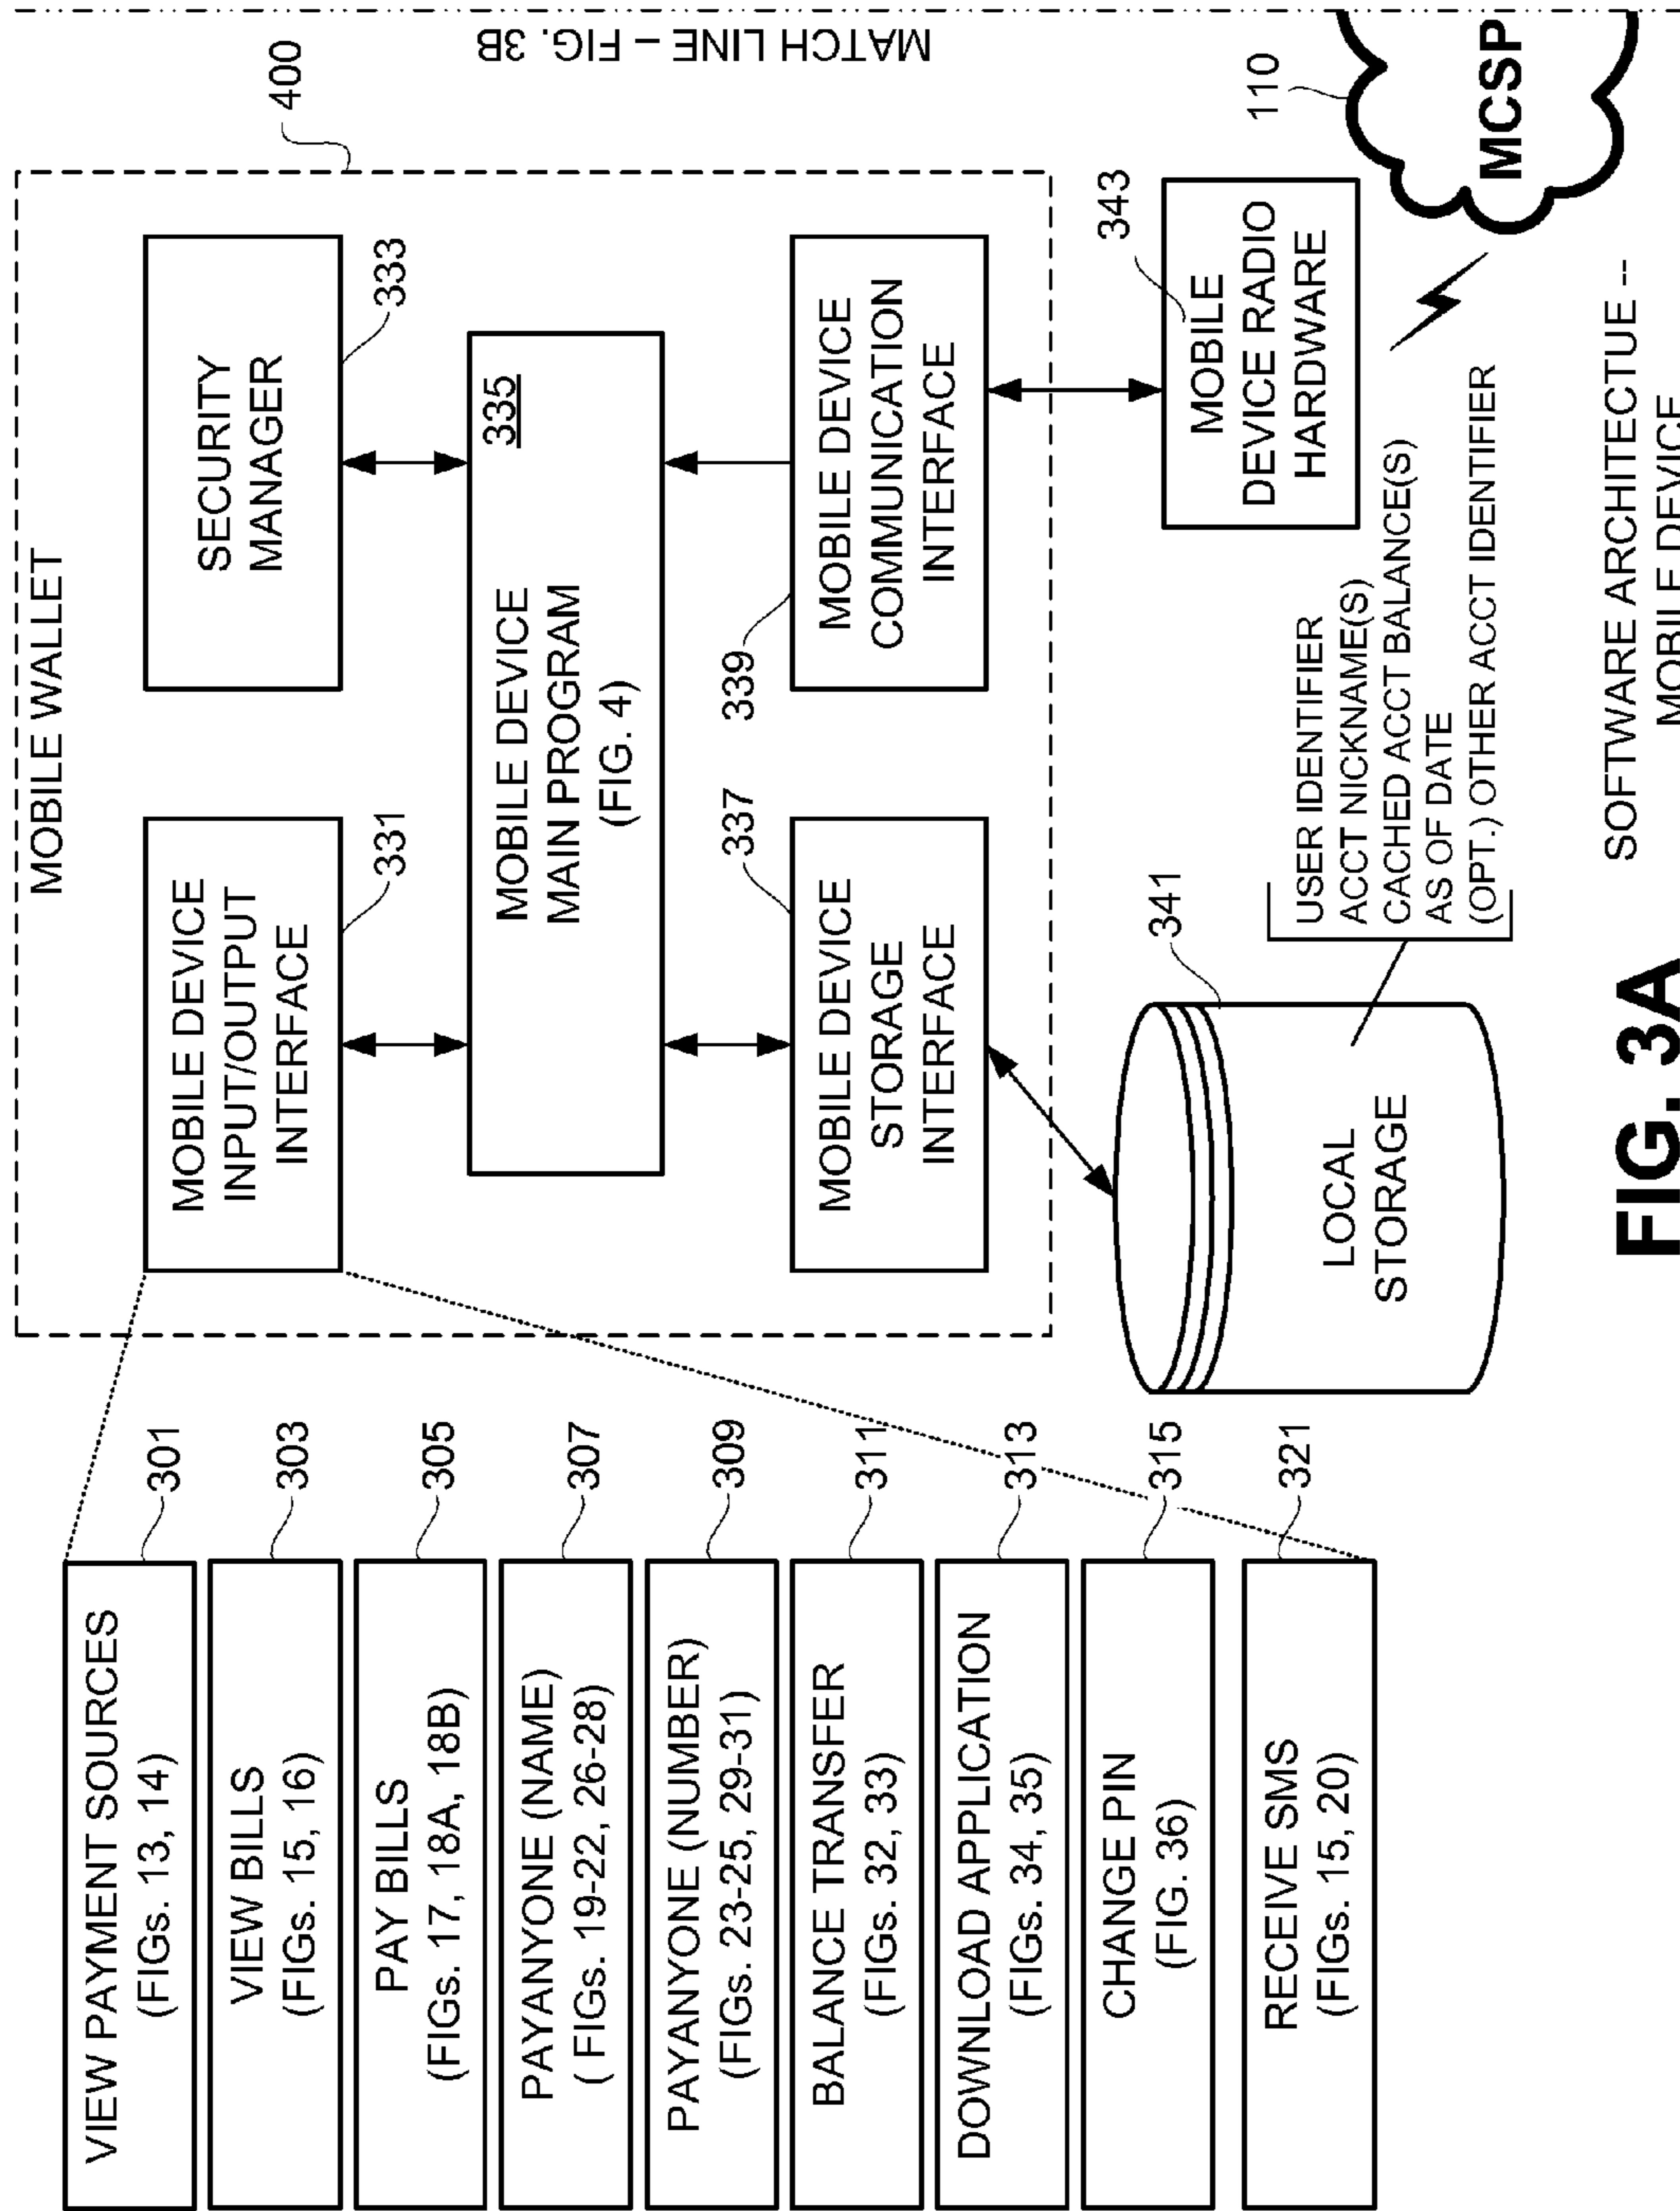 VIEW PAYMENT SOURCES
(FIGs. 13, 14)
301
VIEW BILLS
(FIGs. 15, 16)
303
PAY BILLS
(FIGs. 17, 18A, 18B)
305
PAYANYONE (NAME)
( FIGs. 19-22, 26-28)
307
PAYANYONE (NUMBER)
(FIGs. 23-25, 29-31)
309
BALANCE TRANSFER
(FIGs. 32, 33)
311
DOWNLOAD APPLICATION
(FIGs. 34, 35)
313
CHANGE PIN
(FIG. 36)
315
RECEIVE SMS
(FIGs. 15, 20)
321
MOBILE WALLET
400
MOBILE DEVICE
INPUT/OUTPUT
INTERFACE
331
SECURITY
MANAGER
333
MOBILE DEVICE
MAIN PROGRAM
(FIG. 4)
335
MOBILE DEVICE
STORAGE
INTERFACE
337
MOBILE DEVICE
COMMUNICATION
INTERFACE
339
LOCAL
STORAGE
341
USER IDENTIFIER
ACCT NICKNAME(S)
CACHED ACCT BALANCE(S)
AS OF DATE
(OPT.) OTHER ACCT IDENTIFIER
MOBILE
DEVICE RADIO
HARDWARE
343
110
MCSP
MATCH LINE – FIG. 3B
FIG. 3A
SOFTWARE ARCHITECTUE --
MOBILE DEVICE